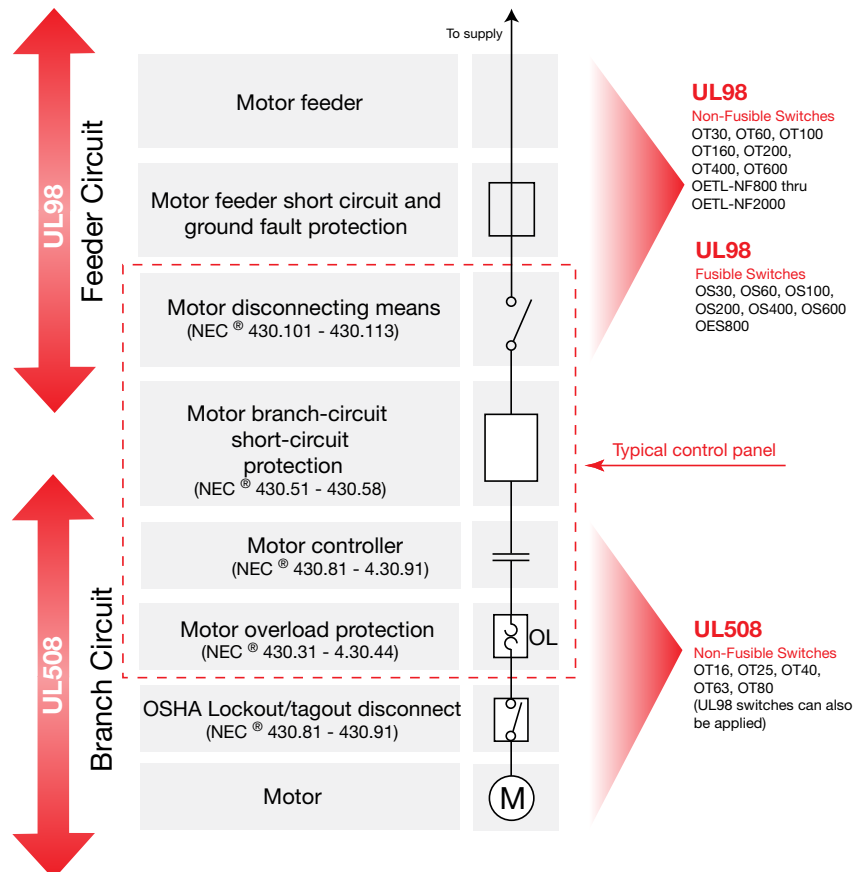 To supply
UL98
Feeder Circuit
Motor feeder
Motor feeder short circuit and
ground fault protection
Motor disconnecting means
(NEC ® 430.101 - 430.113)
Motor branch-circuit
short-circuit
protection
(NEC ® 430.51 - 430.58)
UL508
Branch Circuit
Motor controller
(NEC ® 430.81 - 4.30.91)
Motor overload protection
(NEC ® 430.31 - 4.30.44)
OL
OSHA Lockout/tagout disconnect
(NEC ® 430.81 - 430.91)
Motor
M
UL98
Non-Fusible Switches
OT30, OT60, OT100
OT160, OT200,
OT400, OT600
OETL-NF800 thru
OETL-NF2000
UL98
Fusible Switches
OS30, OS60, OS100,
OS200, OS400, OS600
OES800
Typical control panel
UL508
Non-Fusible Switches
OT16, OT25, OT40,
OT63, OT80
(UL98 switches can also
be applied)